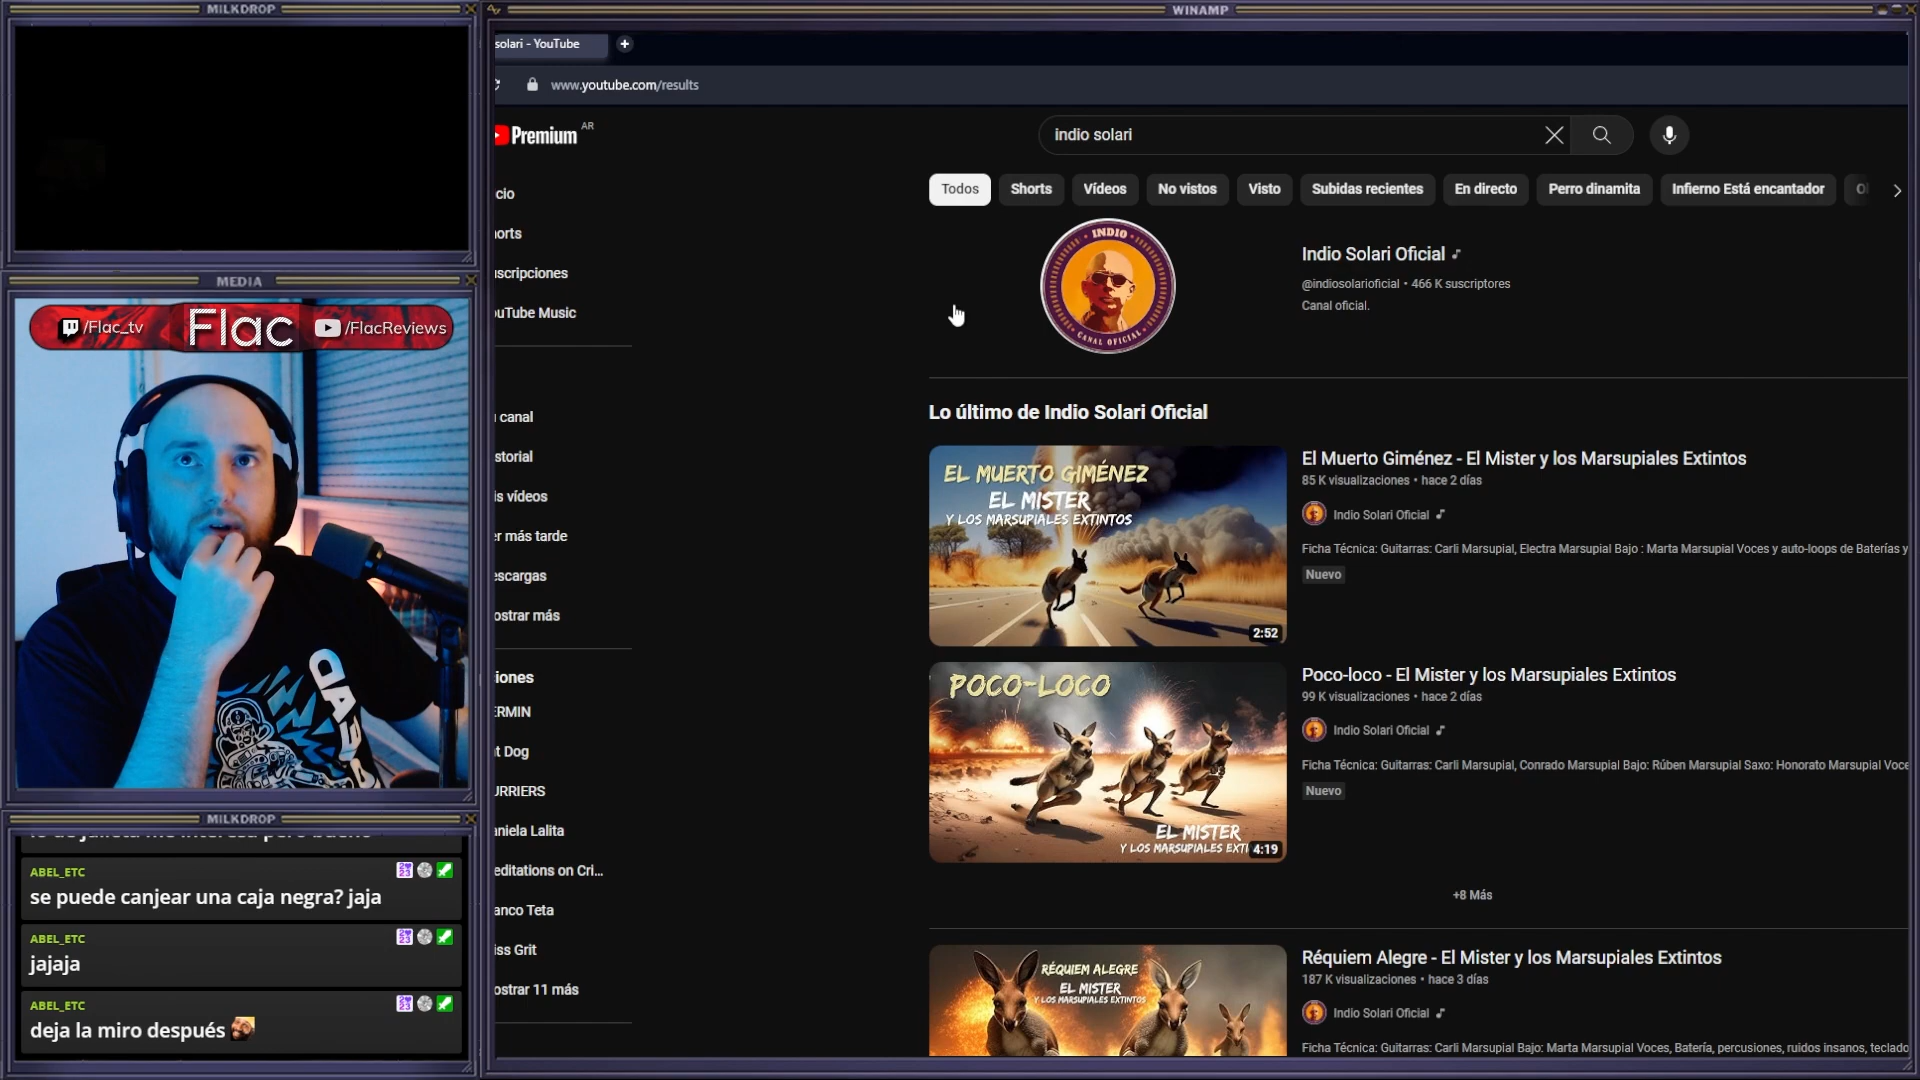 MILKDROP
MEDIA
/Flac_tv
Flac
/FlacReviews
MILKDROP
ABEL_ETC
se puede canjear una caja negra? jaja
ABEL_ETC
jajaja
ABEL_ETC
deja la miro después
WINAMP
solari - YouTube
www.youtube.com/results
Premium
AR
indio solari
Todos
Shorts
Vídeos
No vistos
Visto
Subidas recientes
En directo
Perro dinamita
Infierno Está encantador
cio
orts
uscripciones
ouTube Music
canal
storial
is vídeos
er más tarde
escargas
ostrar más
iones
ERMIN
t Dog
URRIERS
aniela Lalita
editations on Cri...
anco Teta
iss Grit
ostrar 11 más
INDIO
CANAL OFICIAL
Indio Solari Oficial
@indiosolarioficial • 466 K suscriptores
Canal oficial.
Lo último de Indio Solari Oficial
EL MUERTO GIMÉNEZ
EL MISTER
Y LOS MARSUPIALES EXTINTOS
2:52
El Muerto Giménez - El Mister y los Marsupiales Extintos
85 K visualizaciones • hace 2 días
Indio Solari Oficial
Ficha Técnica: Guitarras: Carli Marsupial, Electra Marsupial Bajo : Marta Marsupial Voces y auto-loops de Baterías y
Nuevo
POCO-LOCO
EL MISTER
Y LOS MARSUPIALES EXTI
4:19
Poco-loco - El Mister y los Marsupiales Extintos
99 K visualizaciones • hace 2 días
Indio Solari Oficial
Ficha Técnica: Guitarras: Carli Marsupial, Conrado Marsupial Bajo: Rúben Marsupial Saxo: Honorato Marsupial Voce
Nuevo
+8 Más
RÉQUIEM ALEGRE
EL MISTER
Y LOS MARSUPIALES EXTINTOS
Réquiem Alegre - El Mister y los Marsupiales Extintos
187 K visualizaciones • hace 3 días
Indio Solari Oficial
Ficha Técnica: Guitarras: Carli Marsupial Bajo: Marta Marsupial Voces, Batería, percusiones, ruidos insanos, teclado